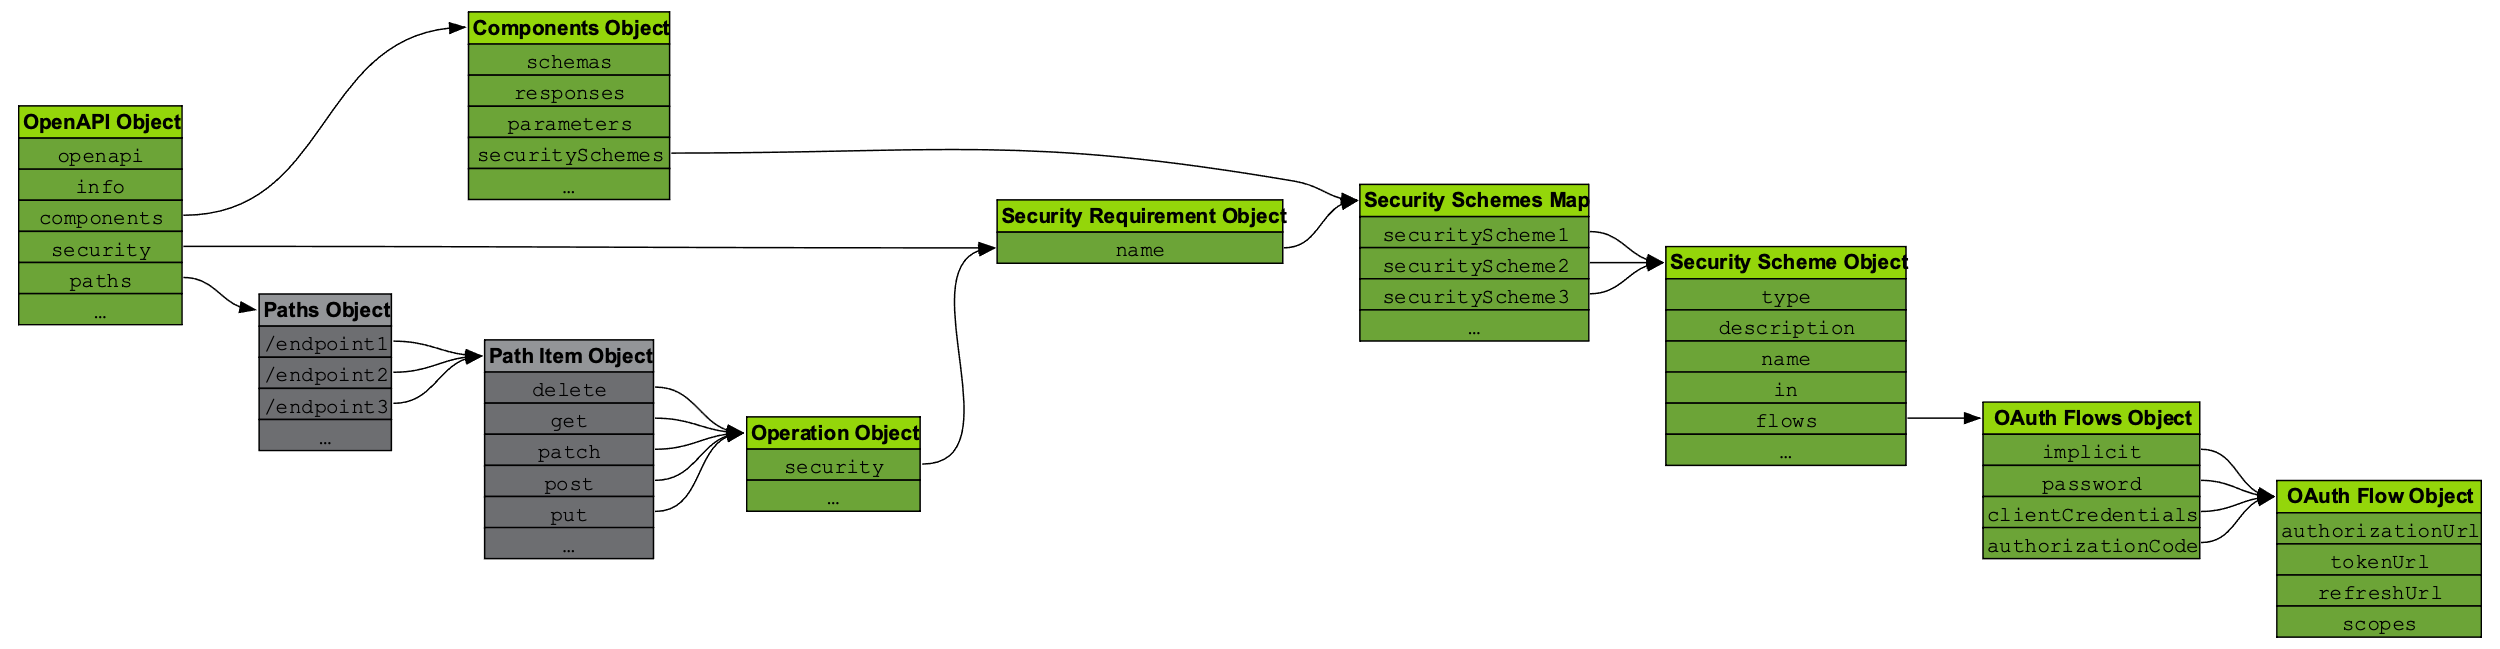 OpenAPI Object
openapi
info
components
security
paths
…
Components Object
schemas
responses
parameters
securitySchemes
…
Paths Object
/endpoint1
/endpoint2
/endpoint3
…
Path Item Object
delete
get
patch
post
put
…
Operation Object
security
…
Security Requirement Object
name
Security Schemes Map
securityScheme1
securityScheme2
securityScheme3
…
Security Scheme Object
type
description
name
in
flows
…
OAuth Flows Object
implicit
password
clientCredentials
authorizationCode
OAuth Flow Object
authorizationUrl
tokenUrl
refreshUrl
scopes